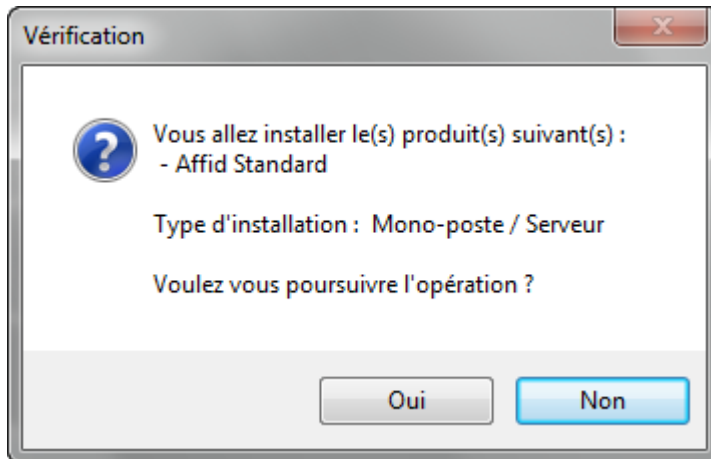 Vérification
Vous allez installer le(s) produit(s) suivant(s) :
- Affid Standard
Type d'installation : Mono-poste / Serveur
Voulez vous poursuivre l'opération ?
Oui
Non